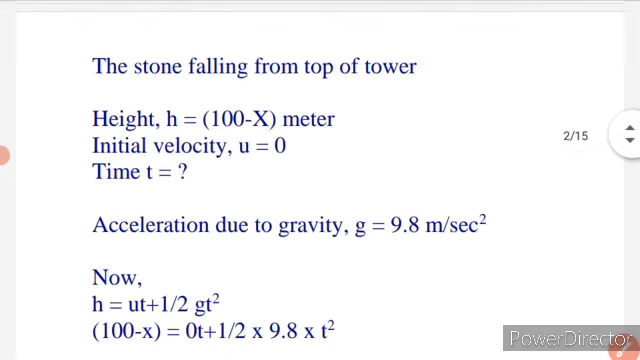 The stone falling from top of tower
Height, h = (100-X) meter
Initial velocity, u = 0
2/15
Time t = ?
Acceleration due to gravity, g = 9.8 m/sec²
Now,
h = ut+1/2 gt²
(100-x) = 0t+1/2 x 9.8 x t²
PowerDirector